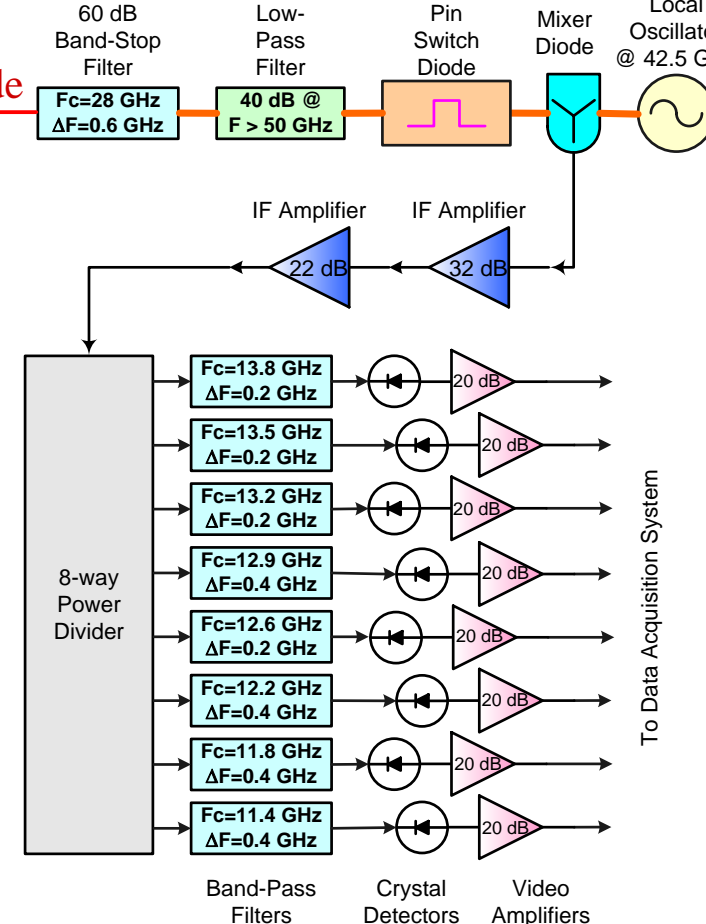 60 dB
Band-Stop
Filter
Low-
Pass
Filter
Pin
Switch
Diode
Mixer
Diode
Local
Oscillato
@ 42.5 G
de
Fc=28 GHz
ΔF=0.6 GHz
40 dB @
F > 50 GHz
IF Amplifier
IF Amplifier
22 dB
32 dB
8-way
Power
Divider
Fc=13.8 GHz
ΔF=0.2 GHz
20 dB
Fc=13.5 GHz
ΔF=0.2 GHz
20 dB
Fc=13.2 GHz
ΔF=0.2 GHz
20 dB
Fc=12.9 GHz
ΔF=0.4 GHz
20 dB
Fc=12.6 GHz
ΔF=0.2 GHz
20 dB
Fc=12.2 GHz
ΔF=0.4 GHz
20 dB
Fc=11.8 GHz
ΔF=0.4 GHz
20 dB
Fc=11.4 GHz
ΔF=0.4 GHz
20 dB
To Data Acquisition System
Band-Pass
Filters
Crystal
Detectors
Video
Amplifiers